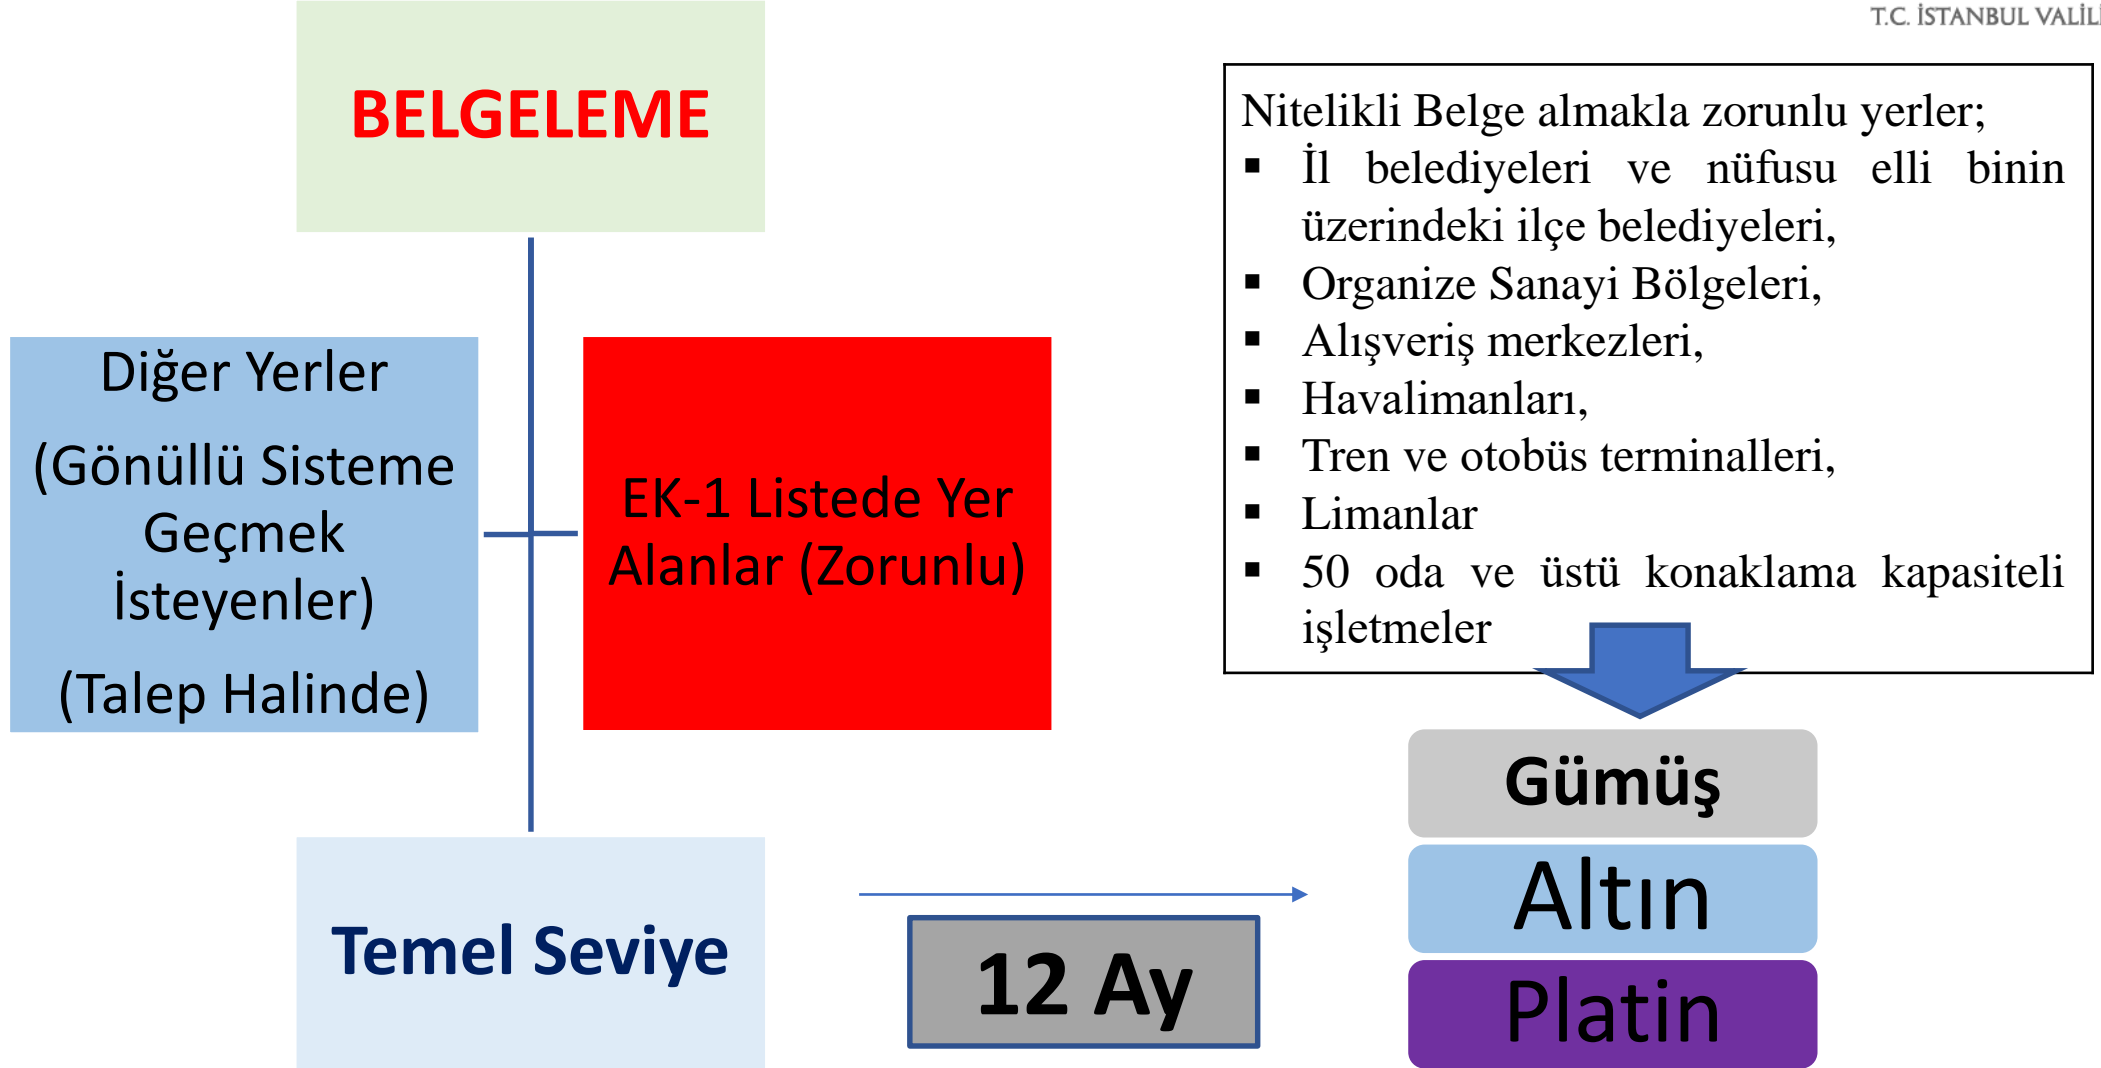 T.C. İSTANBUL VALİLİ
BELGELEME
Diğer Yerler
(Gönüllü Sisteme
Geçmek
İsteyenler)
(Talep Halinde)
EK-1 Listede Yer
Alanlar (Zorunlu)
Temel Seviye
12 Ay
Nitelikli Belge almakla zorunlu yerler;
▪ İl belediyeleri ve nüfusu elli binin
üzerindeki ilçe belediyeleri,
▪ Organize Sanayi Bölgeleri,
▪ Alışveriş merkezleri,
▪ Havalimanları,
▪ Tren ve otobüs terminalleri,
▪ Limanlar
▪ 50 oda ve üstü konaklama kapasiteli
işletmeler
Gümüş
Altın
Platin